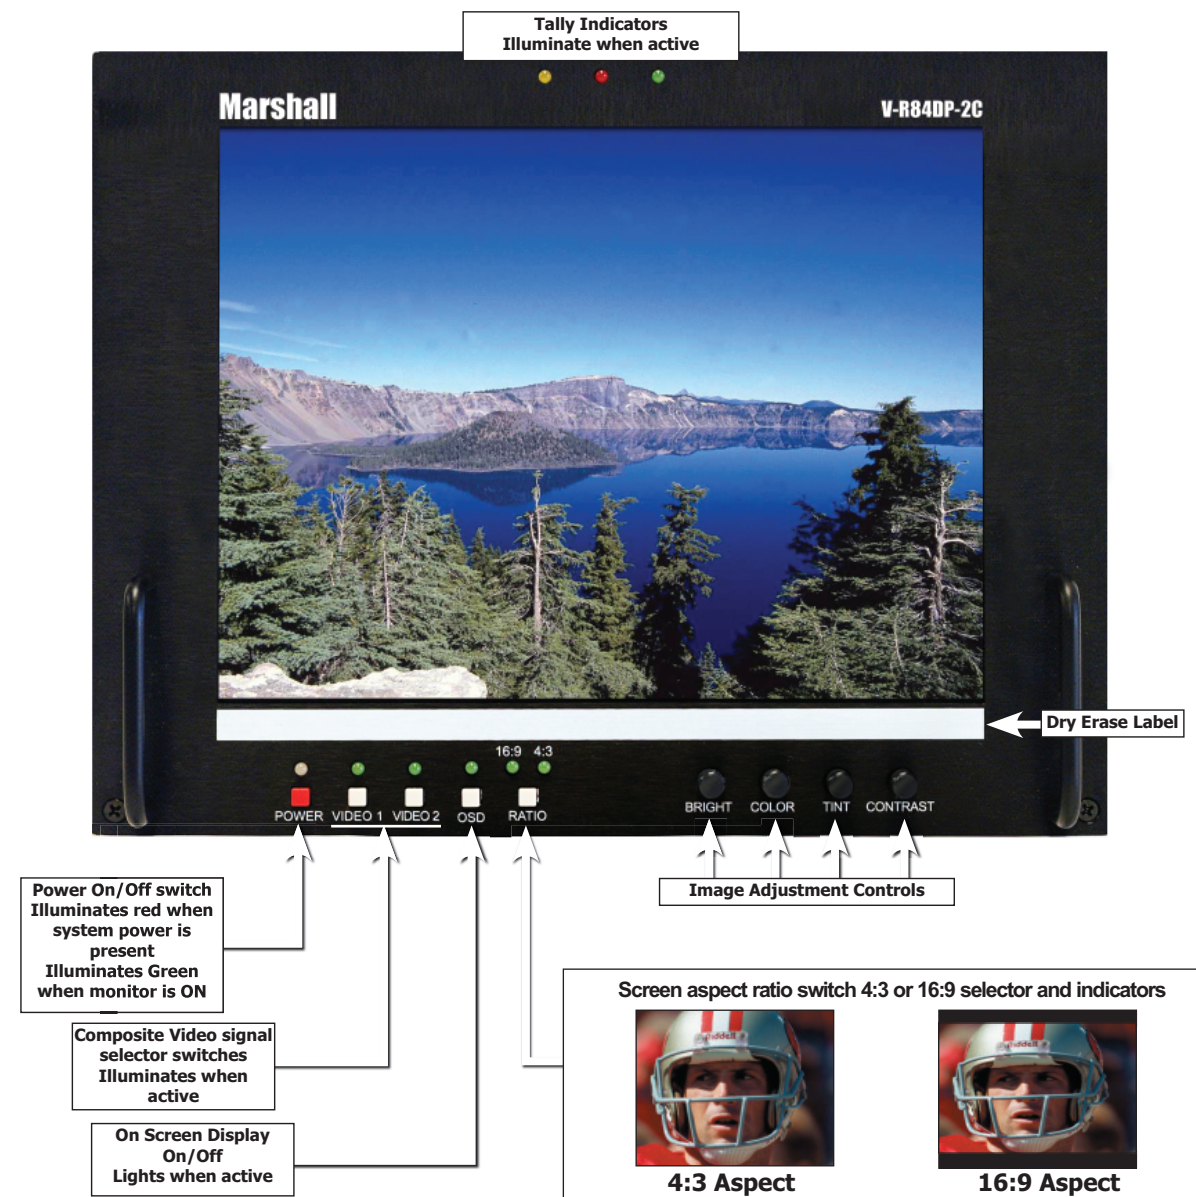 Tally Indicators
Illuminate when active
Marshall
V-R84DP-2C
Dry Erase Label
16:9 4:3
POWER VIDEO 1 VIDEO 2 OSD RATIO
BRIGHT COLOR TINT CONTRAST
Image Adjustment Controls
Power On/Off switch
Illuminates red when
system power is
present
Illuminates Green
when monitor is ON
Composite Video signal
selector switches
Illuminates when
active
On Screen Display
On/Off
Lights when active
Screen aspect ratio switch 4:3 or 16:9 selector and indicators
Riddell
Riddell
4:3 Aspect
16:9 Aspect